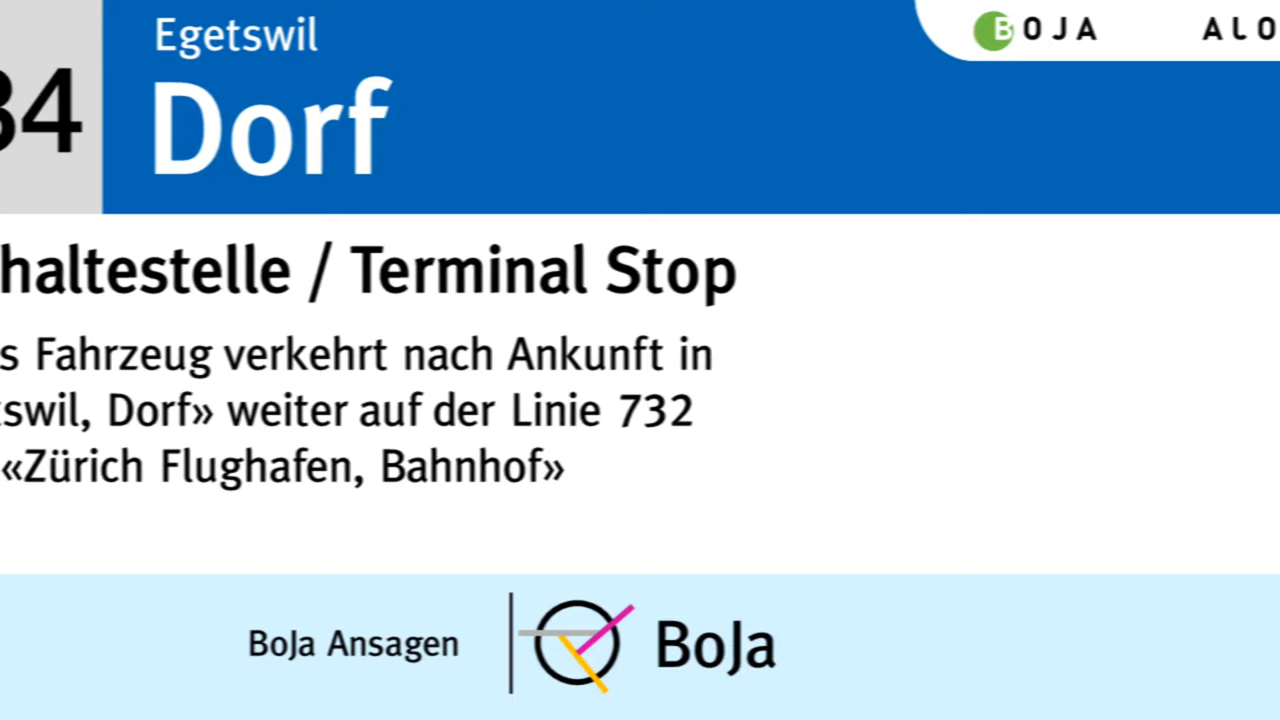 Egetswil
BOJA ALO
34
Dorf
haltestelle / Terminal Stop
s Fahrzeug verkehrt nach Ankunft in
swil, Dorf» weiter auf der Linie 732
«Zürich Flughafen, Bahnhof»
BoJa Ansagen
BoJa